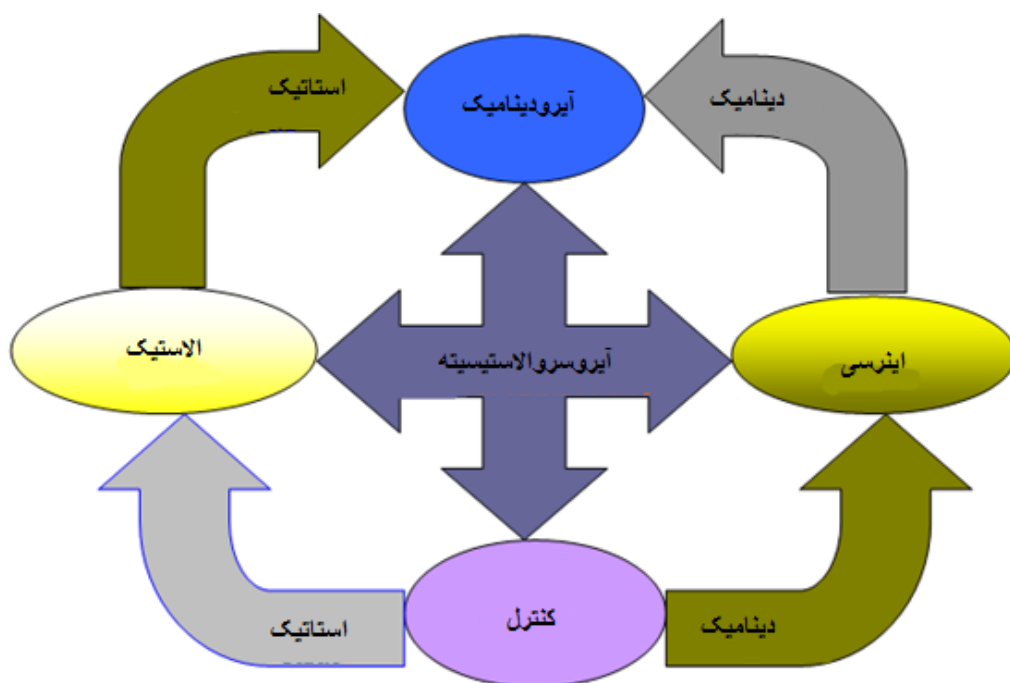 استاتیک
آیرودینامیک
دینامیک
الاستیک
آیروسروالاستیسیته
اینرسی
استاتیک
کنترل
دینامیک